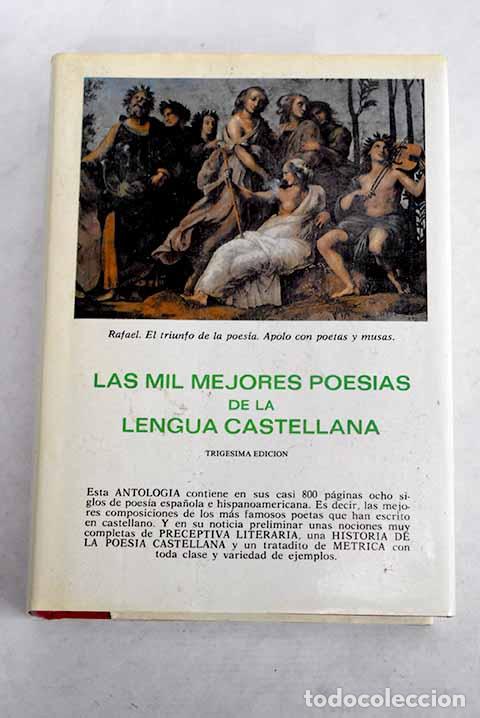 Rafael. El triunfo de la poesía. Apolo con poetas y musas.
LAS MIL MEJORES POESIAS
DE LA
LENGUA CASTELLANA
TRIGESIMA EDICION
Esta ANTOLOGIA contiene en sus casi 800 páginas ocho si-
glos de poesía española e hispanoamericana. Es decir, las mejo-
res composiciones de los más famosos poetas que han escrito
en castellano. Y en su noticia preliminar unas nociones muy
completas de PRECEPTIVA LITERARIA, una HISTORIA DE
LA POESIA CASTELLANA y un tratadito de METRICA con
toda clase y variedad de ejemplos.
todocoleccion